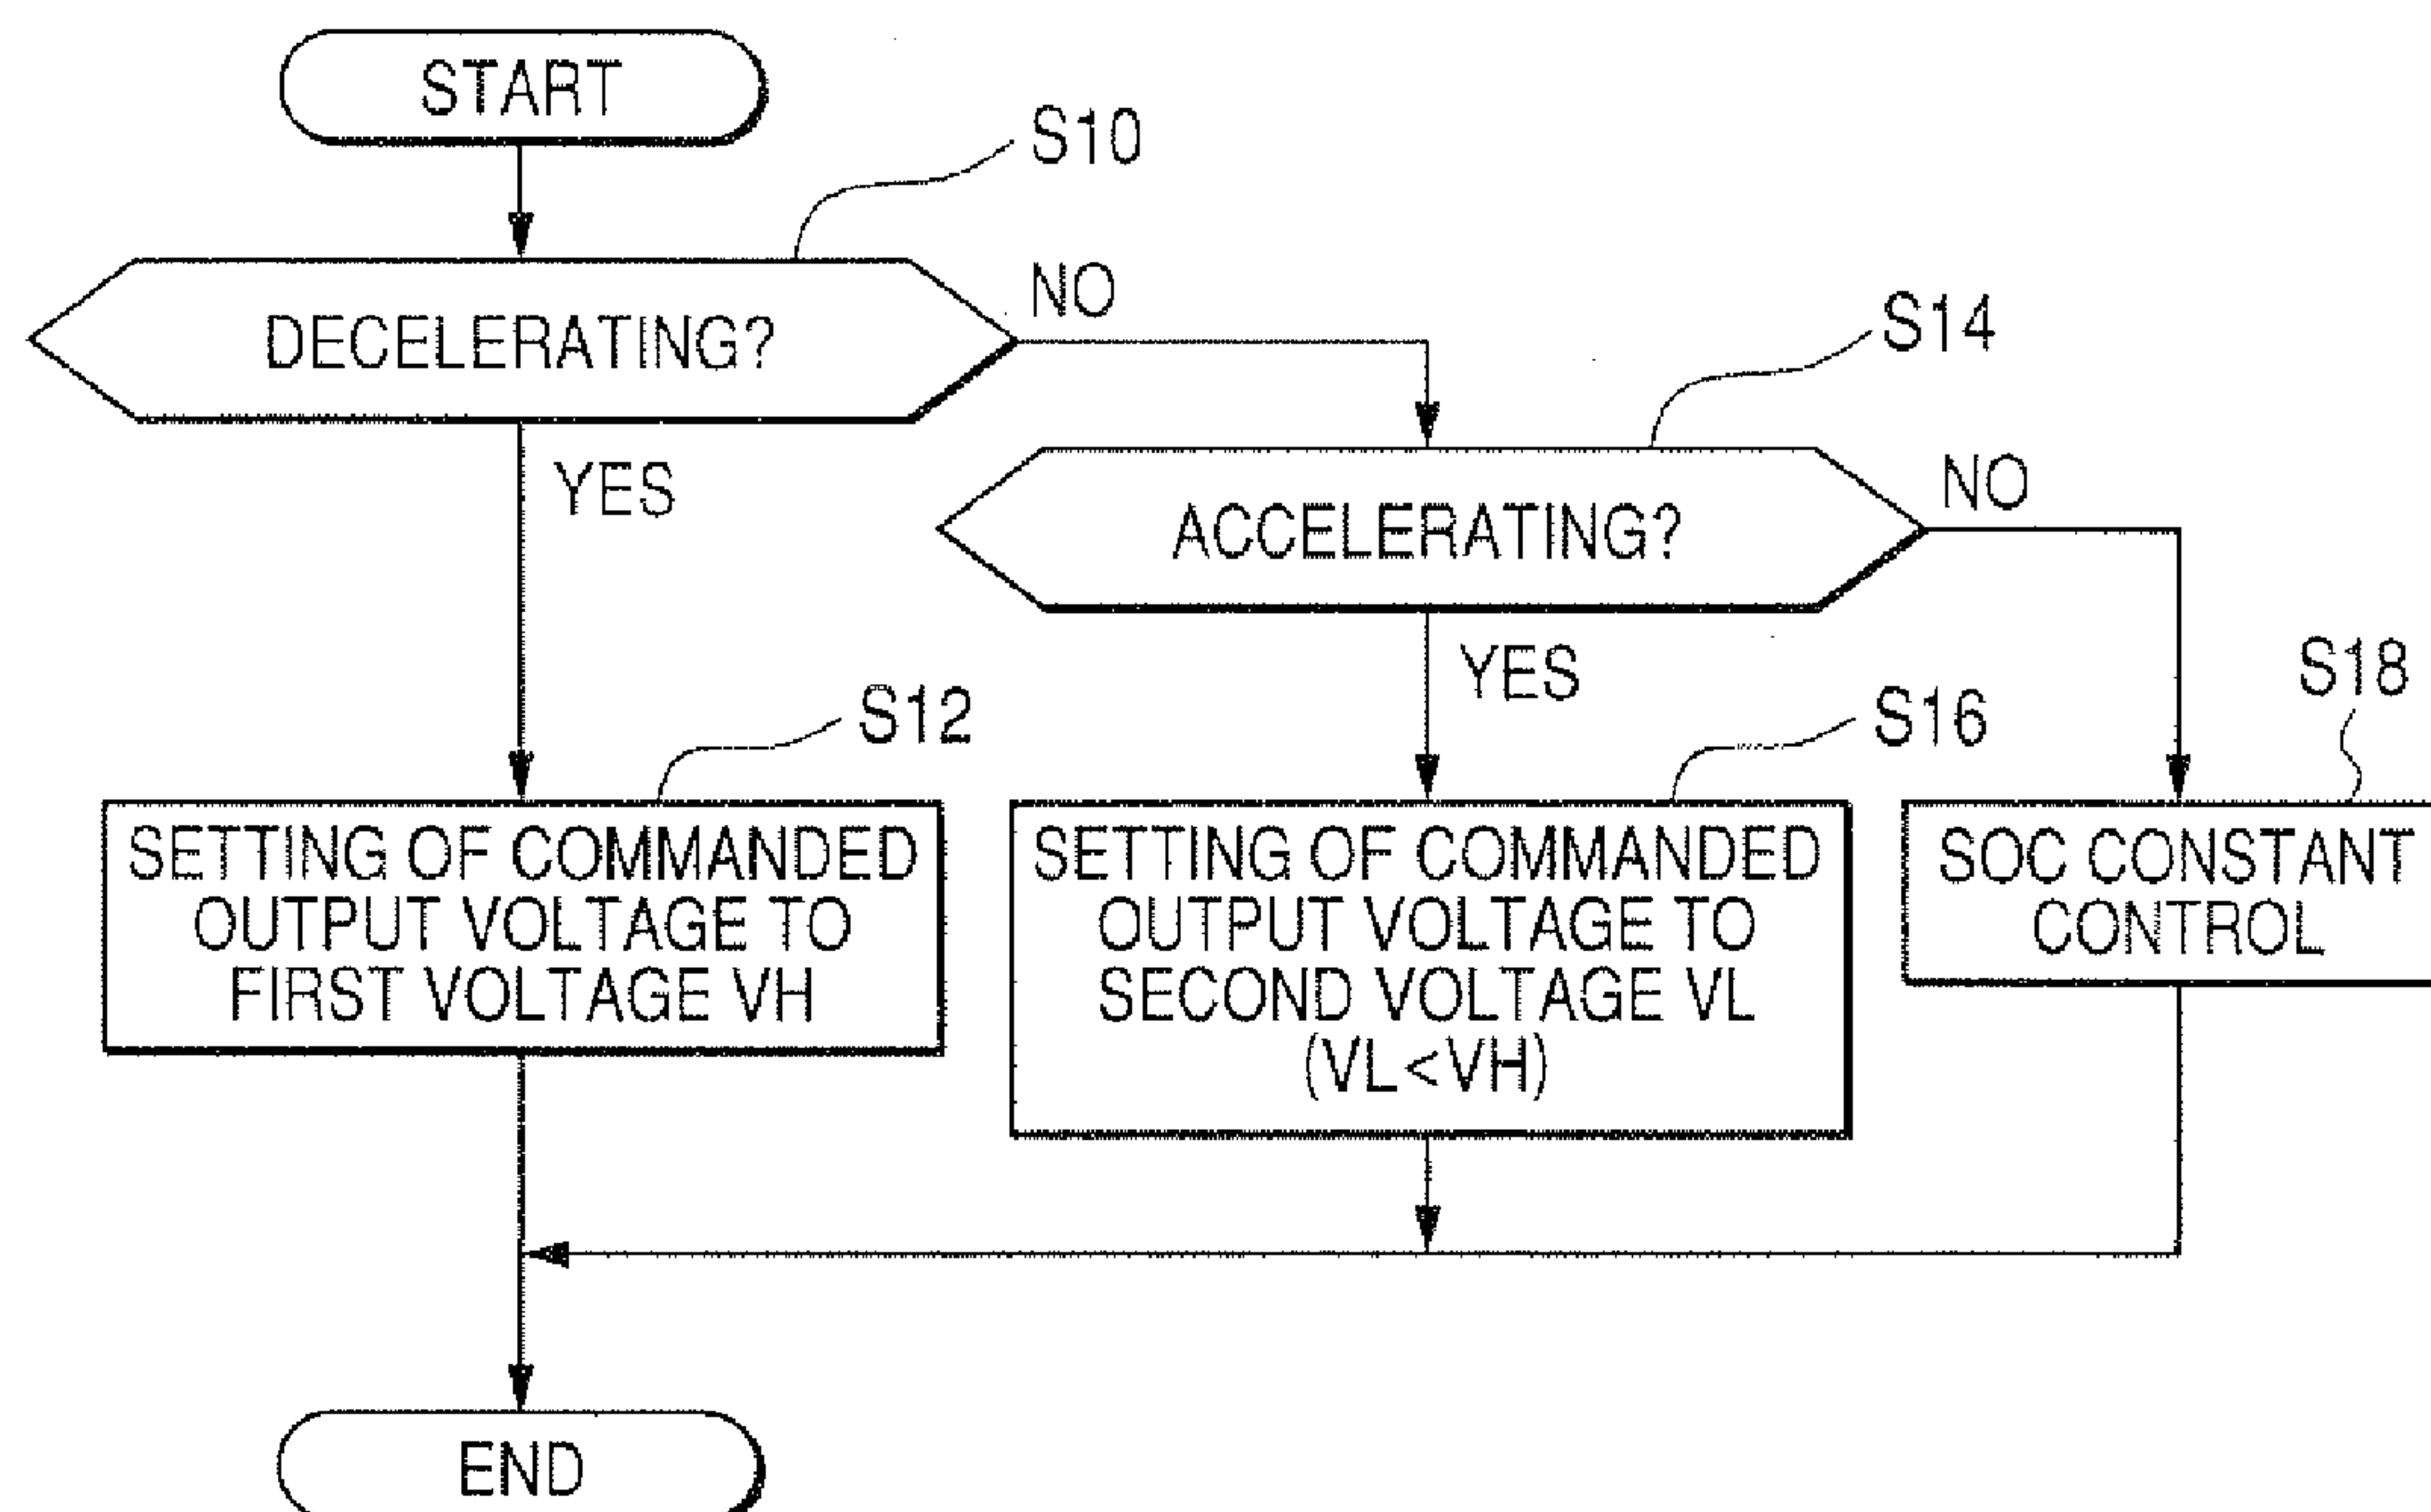 START
S10
DECELERATING?
NO
S14
YES
ACCELERATING?
NO
S12
YES
S16
S18
SETTING OF COMMANDED
OUTPUT VOLTAGE TO
FIRST VOLTAGE VH
SETTING OF COMMANDED
OUTPUT VOLTAGE TO
SECOND VOLTAGE VL
(VL<VH)
SOC CONSTANT
CONTROL
END